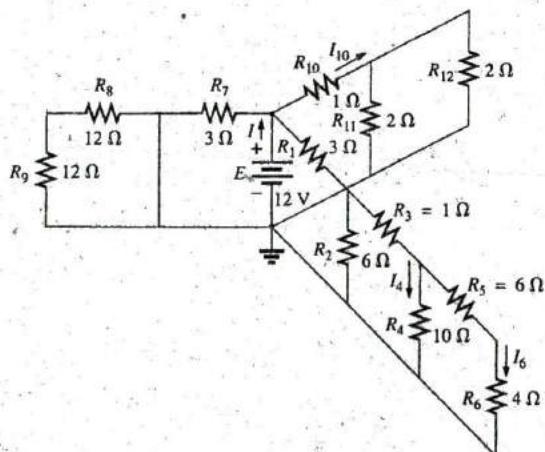 R10
I10
R12
2 Ω
R8
R7
1 Ω
R11
2 Ω
12 Ω
3 Ω
I
+
R1
3 Ω
R9
12 Ω
E
−
12 V
R3 = 1 Ω
R2
6 Ω
I4
R5 = 6 Ω
R4
10 Ω
I6
R6
4 Ω